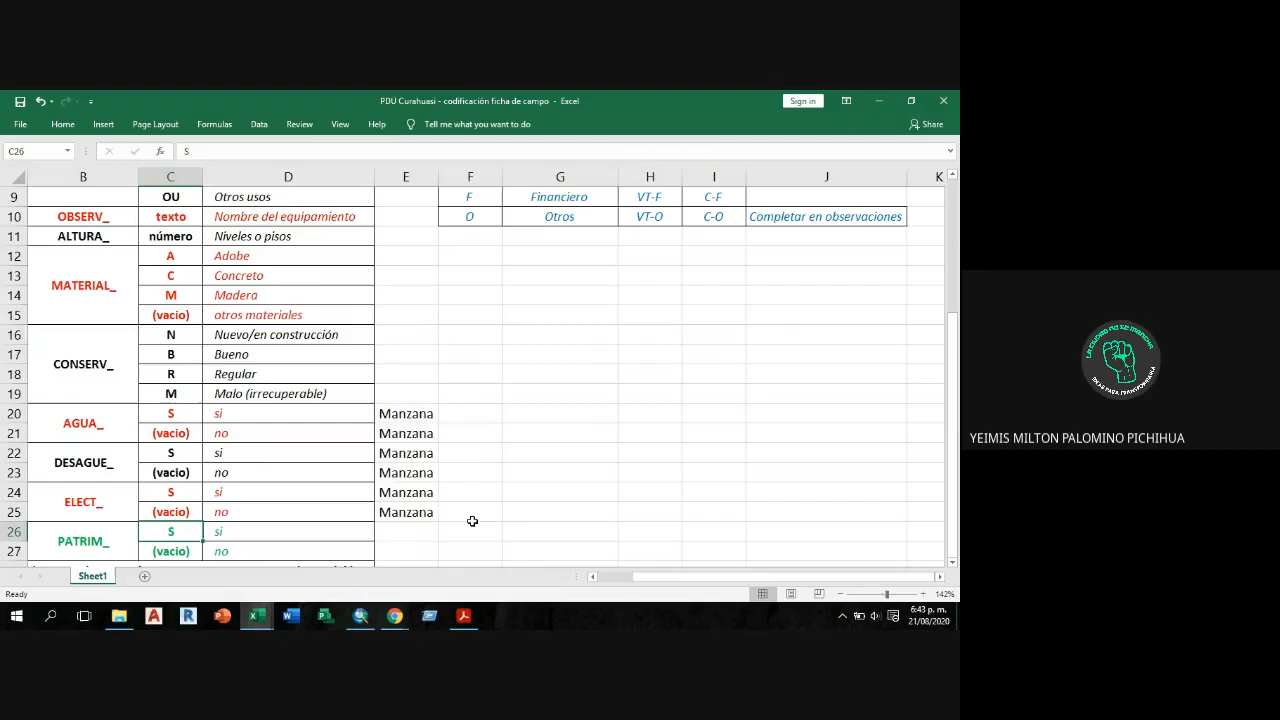 PDU Curahuasi - codificación ficha de campo - Excel
Sign in
File Home Insert Page Layout Formulas Data Review View Help Tell me what you want to do Share
C26 fx S
B C D E F G H I J K
9 OU Otros usos F Financiero VT-F C-F
10 OBSERV_ texto Nombre del equipamiento O Otros VT-O C-O Completar en observaciones
11 ALTURA_ número Niveles o pisos
12 A Adobe
13 C Concreto
MATERIAL_
14 M Madera
15 (vacio) otros materiales
16 N Nuevo/en construcción
17 B Bueno
CONSERV_
18 R Regular
19 M Malo (irrecuperable)
20 AGUA_ S si Manzana
21 (vacio) no Manzana
22 DESAGUE_ S si Manzana
23 (vacio) no Manzana
24 ELECT_ S si Manzana
25 (vacio) no Manzana
26 PATRIM_ S si
27 (vacio) no
Sheet1
Ready 142%
6:43 p. m.
21/08/2020
YEIMIS MILTON PALOMINO PICHIHUA